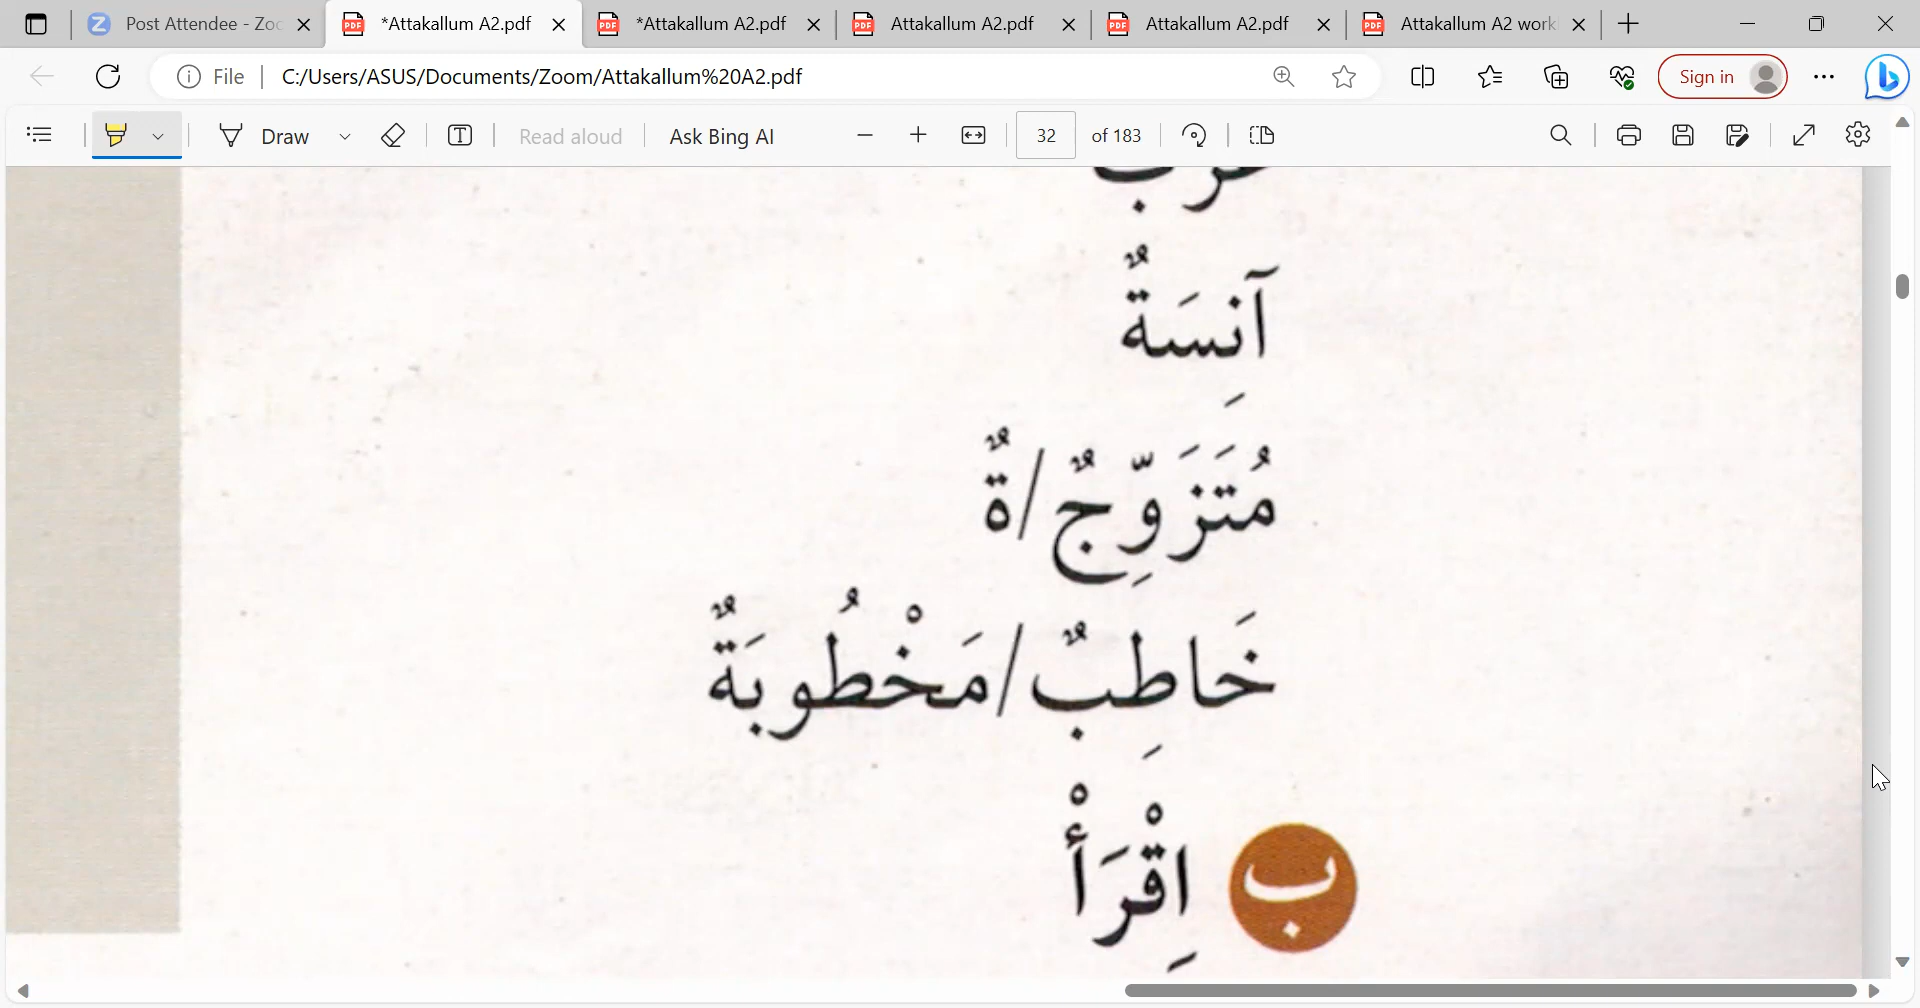 Post Attendee - Zoo
*Attakallum A2.pdf
*Attakallum A2.pdf
Attakallum A2.pdf
Attakallum A2.pdf
Attakallum A2 work
File
C:/Users/ASUS/Documents/Zoom/Attakallum%20A2.pdf
Sign in
Draw
Read aloud
Ask Bing AI
32 of 183
آنِسَةٌ
مُتَزَوِّجٌ/ةٌ
خَاطِبٌ/مَخْطُوبَةٌ
ب اِقْرَأْ